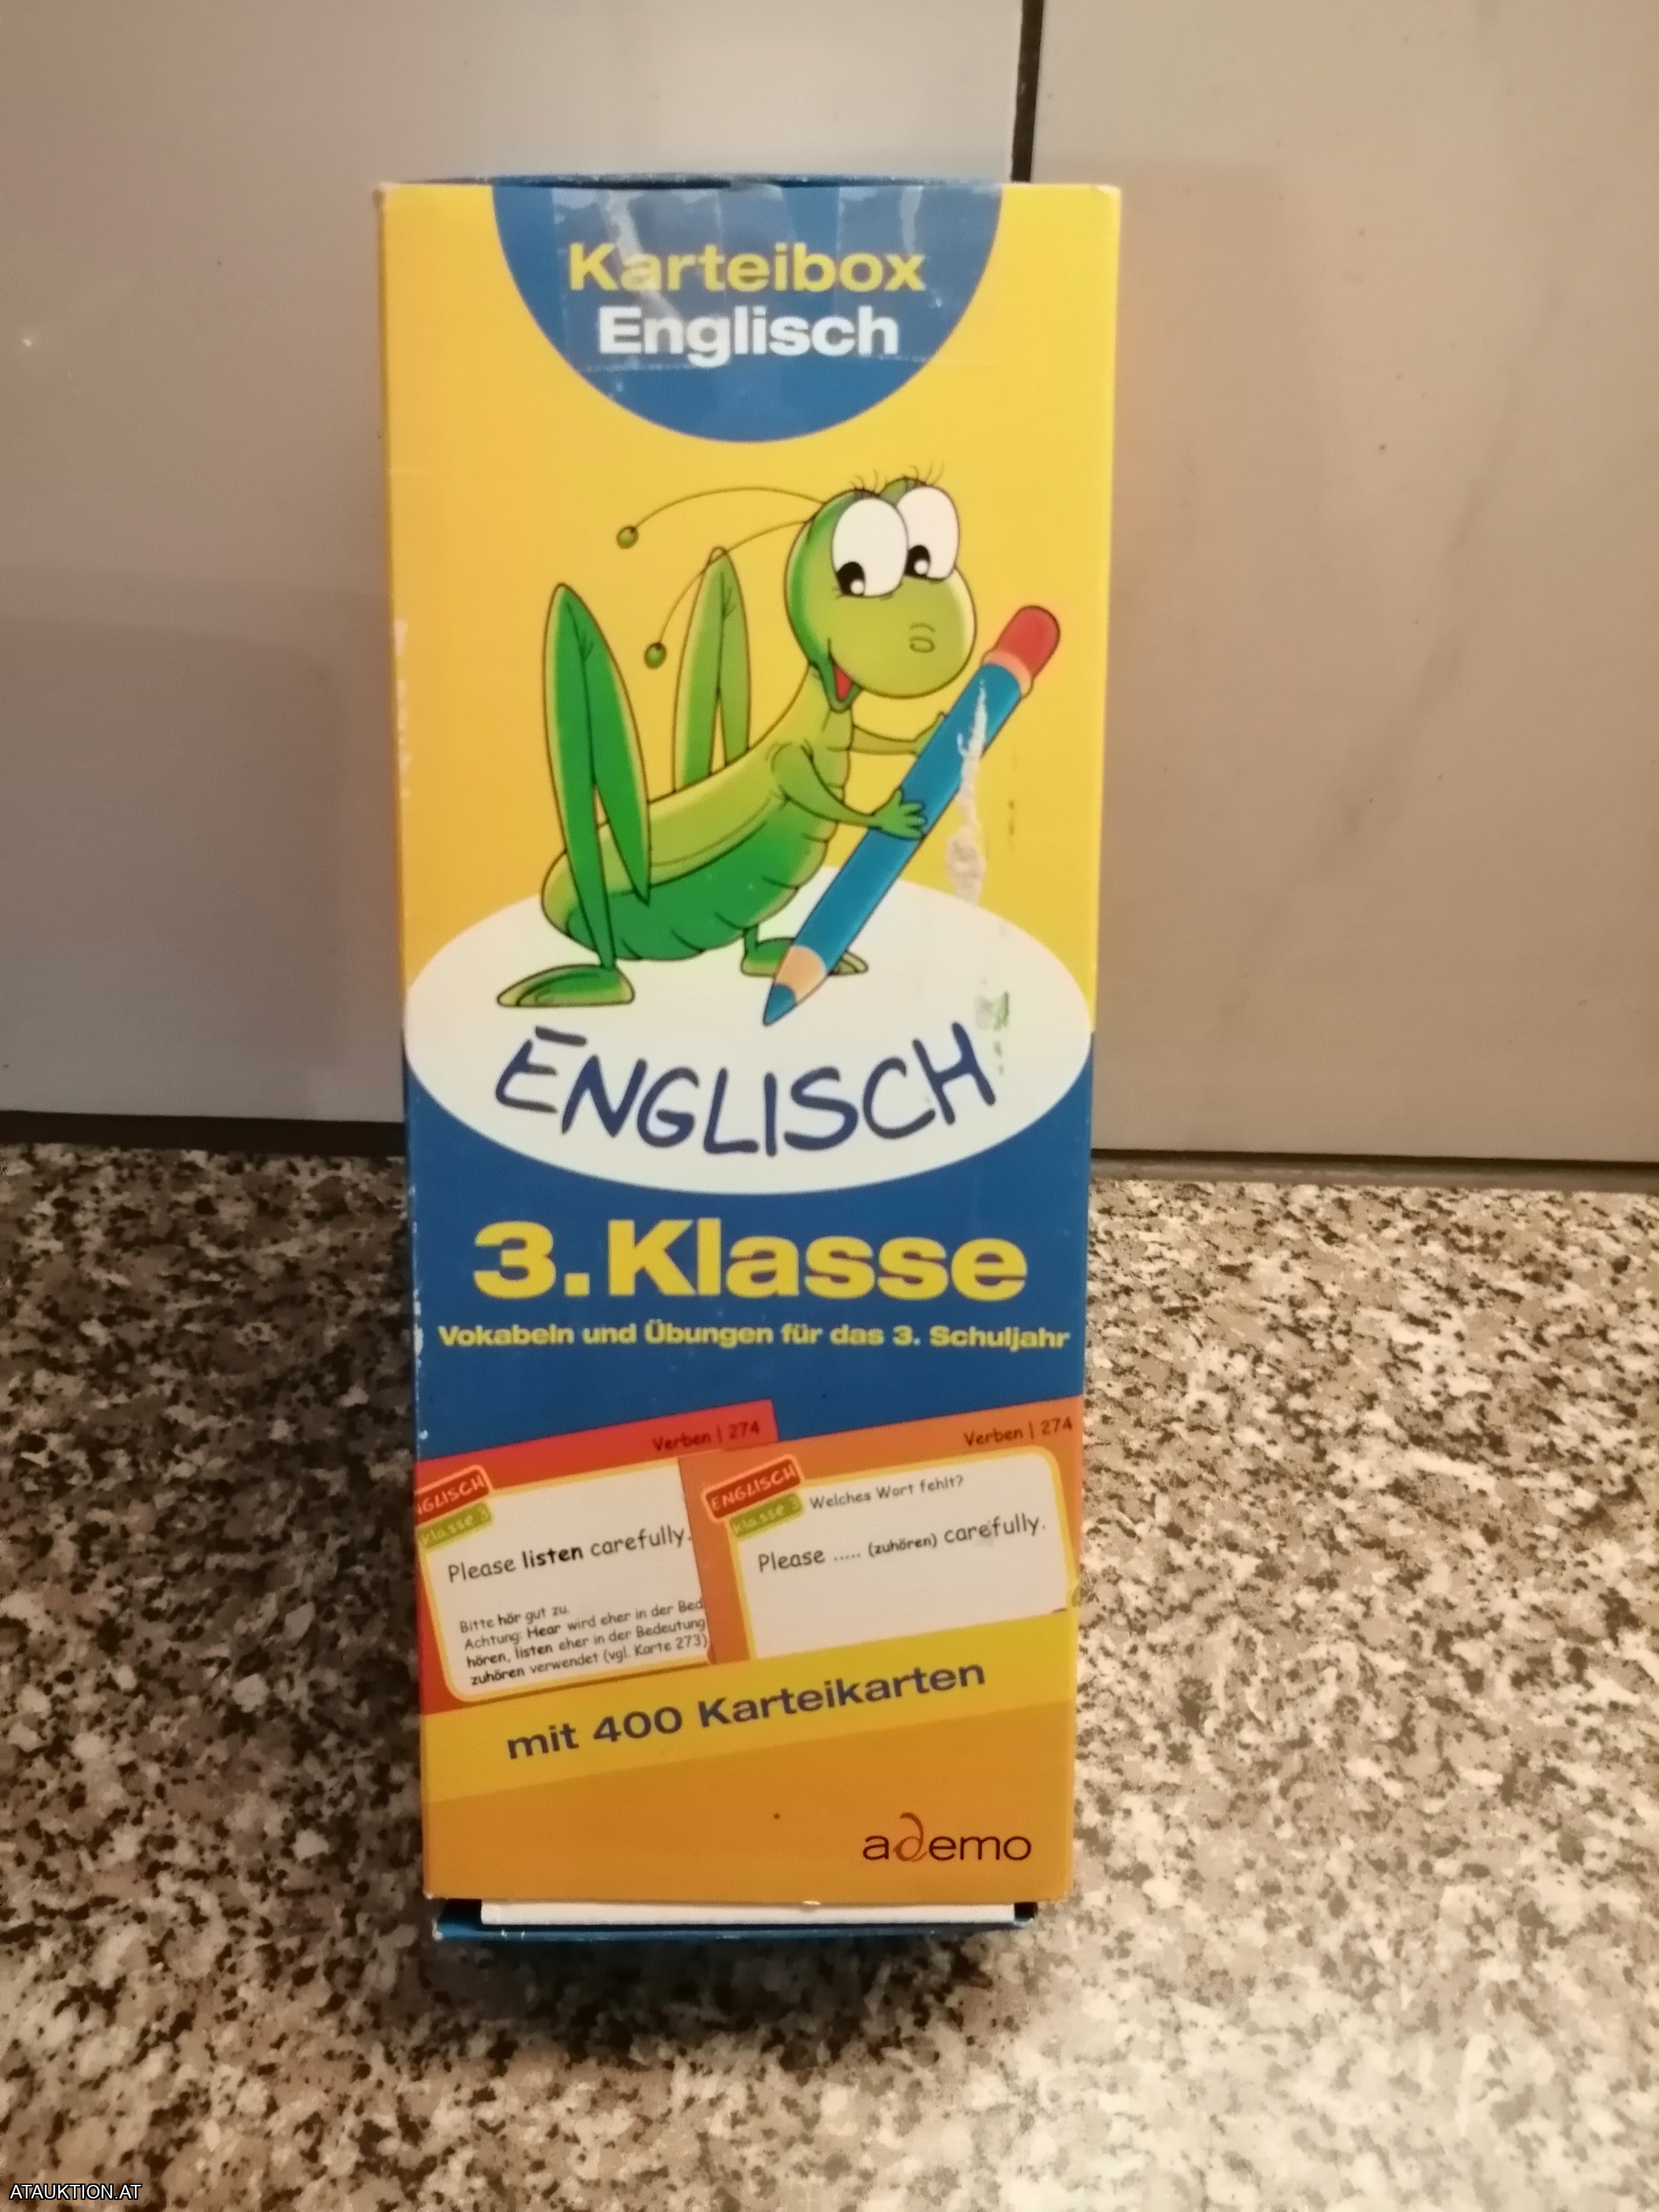 Karteibox
Englisch
ENGLISCH
3. Klasse
Vokabeln und Übungen für das 3. Schuljahr
Verben | 274
NGLISCH
klasse 3
Please listen carefully.
Bitte hör gut zu.
Achtung: Hear wird eher in der Bed
hören, listen eher in der Bedeutung
zuhören verwendet (vgl. Karte 273)
Verben | 274
ENGLISCH
klasse 3
Welches Wort fehlt?
Please ..... (zuhören) carefully.
mit 400 Karteikarten
ademo
ATAUKTION.AT